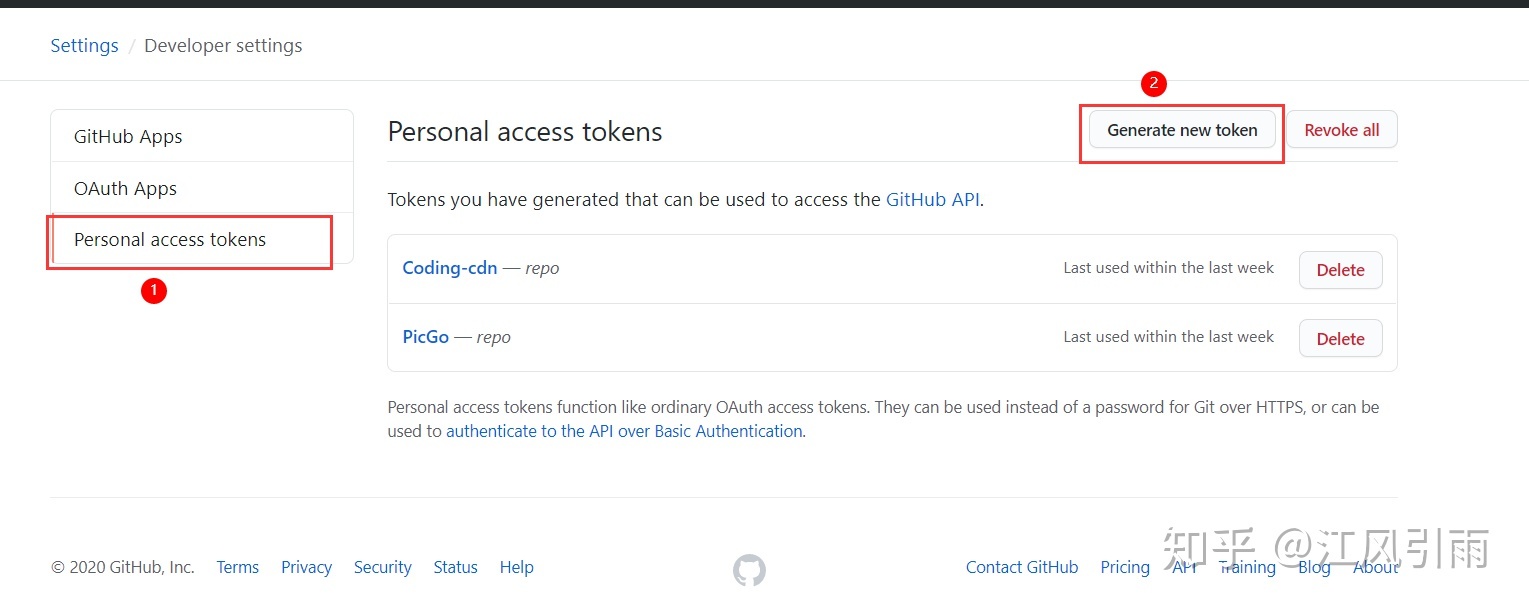 Settings / Developer settings
2
GitHub Apps
OAuth Apps
Personal access tokens
1
Personal access tokens
Generate new token
Revoke all
Tokens you have generated that can be used to access the GitHub API.
Coding-cdn — repo
Last used within the last week
Delete
PicGo — repo
Last used within the last week
Delete
Personal access tokens function like ordinary OAuth access tokens. They can be used instead of a password for Git over HTTPS, or can be
used to authenticate to the API over Basic Authentication.
© 2020 GitHub, Inc. Terms Privacy Security Status Help
Contact GitHub Pricing API Training Blog About
知乎 @江风引雨